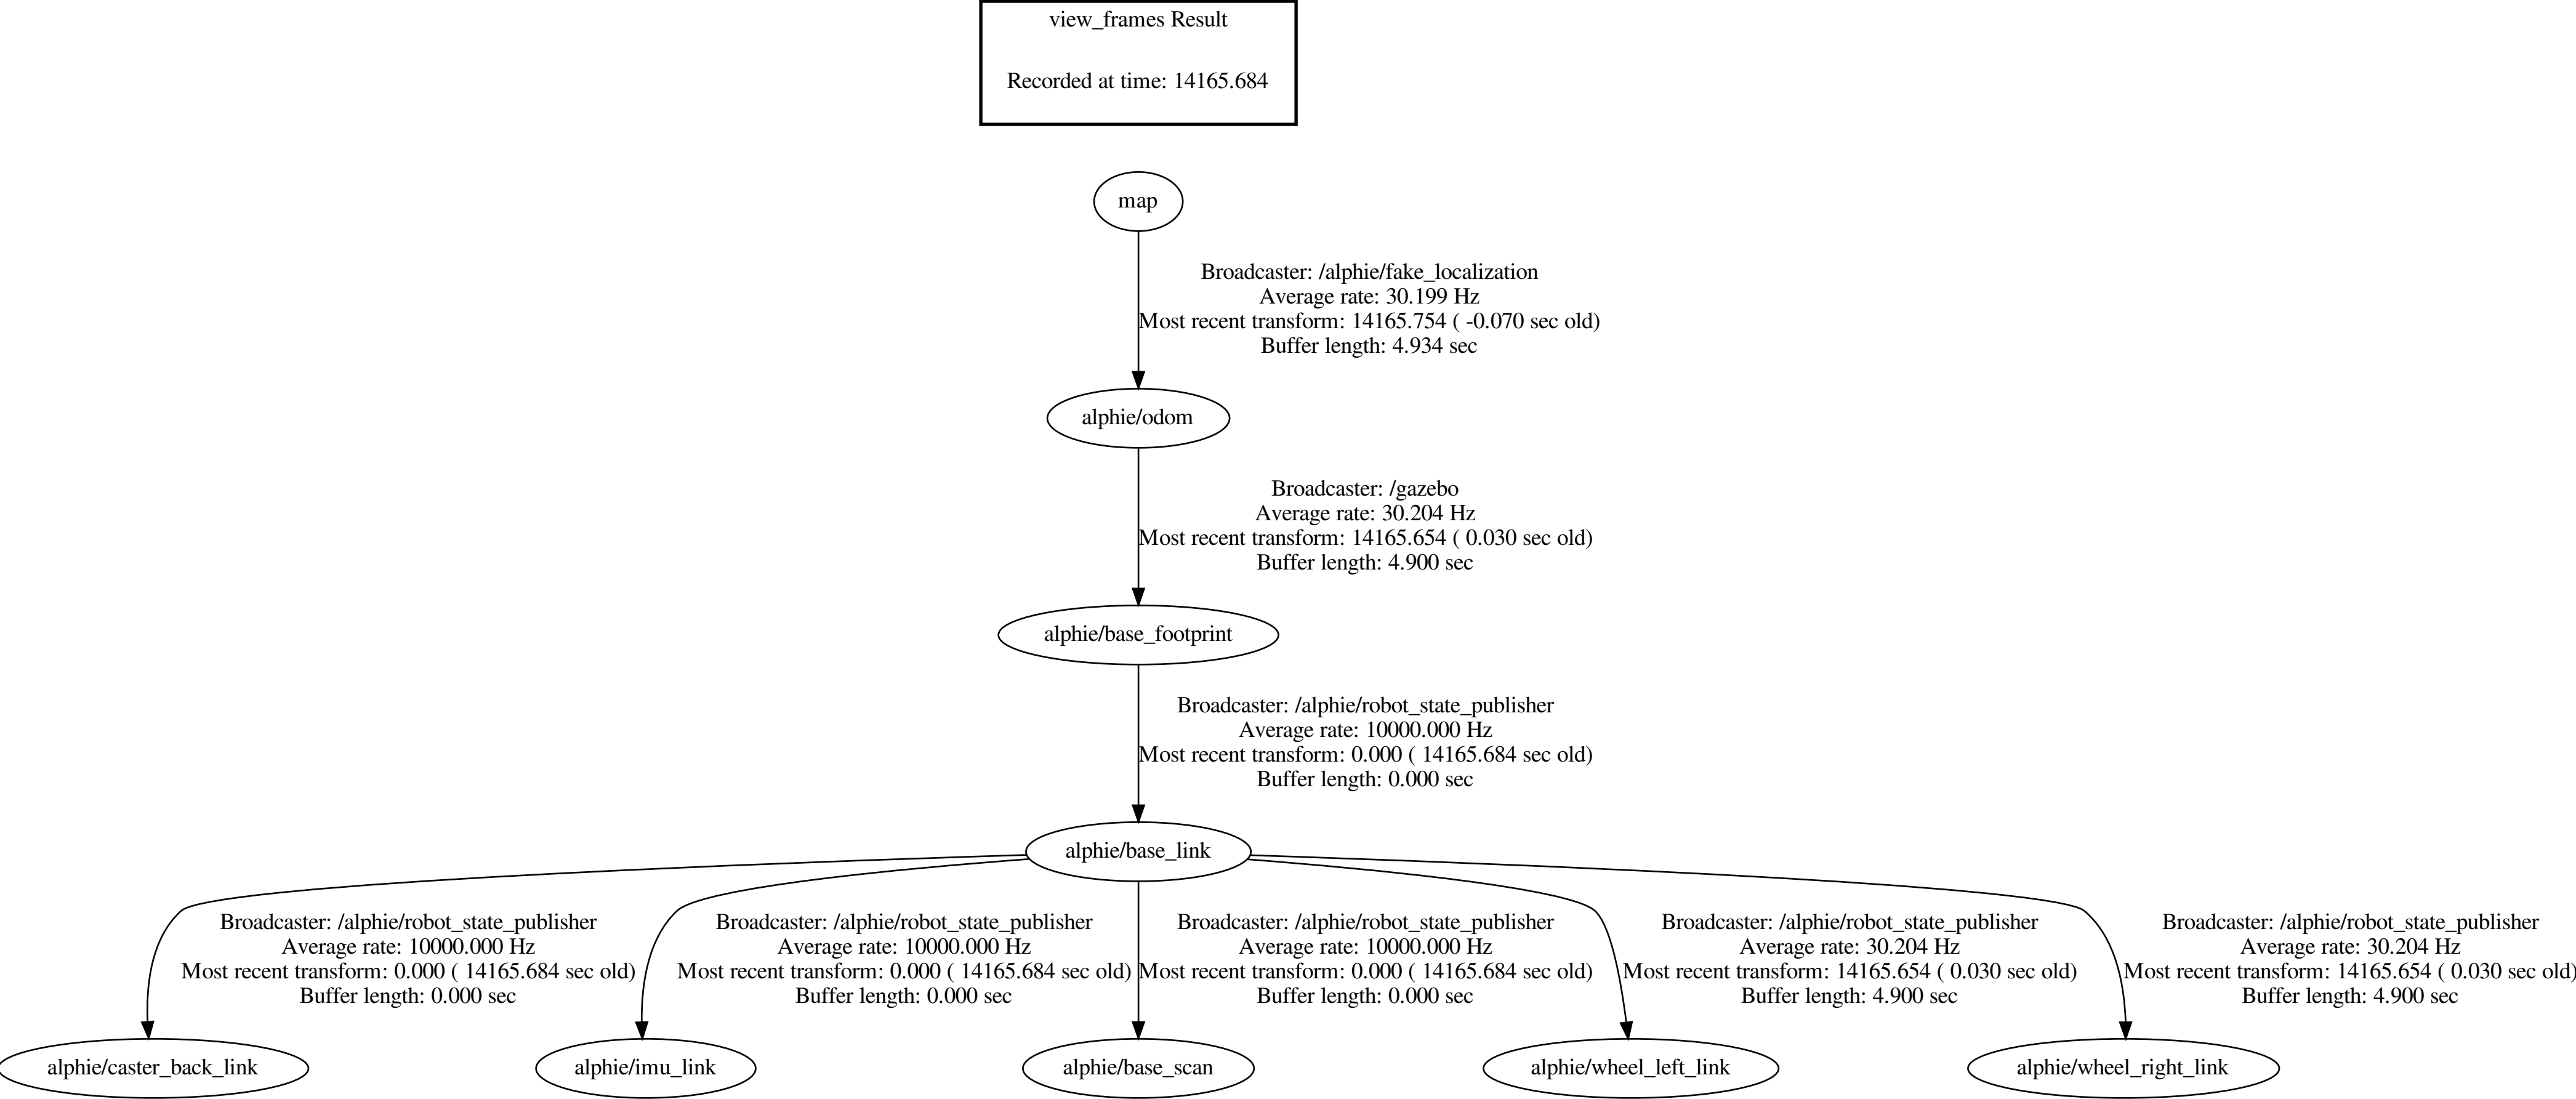 view_frames Result
Recorded at time: 14165.684
map
Broadcaster: /alphie/fake_localization
Average rate: 30.199 Hz
Most recent transform: 14165.754 ( -0.070 sec old)
Buffer length: 4.934 sec
alphie/odom
Broadcaster: /gazebo
Average rate: 30.204 Hz
Most recent transform: 14165.654 ( 0.030 sec old)
Buffer length: 4.900 sec
alphie/base_footprint
Broadcaster: /alphie/robot_state_publisher
Average rate: 10000.000 Hz
Most recent transform: 0.000 ( 14165.684 sec old)
Buffer length: 0.000 sec
alphie/base_link
Broadcaster: /alphie/robot_state_publisher
Average rate: 10000.000 Hz
Most recent transform: 0.000 ( 14165.684 sec old)
Buffer length: 0.000 sec
Broadcaster: /alphie/robot_state_publisher
Average rate: 10000.000 Hz
Most recent transform: 0.000 ( 14165.684 sec old)
Buffer length: 0.000 sec
Broadcaster: /alphie/robot_state_publisher
Average rate: 10000.000 Hz
Most recent transform: 0.000 ( 14165.684 sec old)
Buffer length: 0.000 sec
Broadcaster: /alphie/robot_state_publisher
Average rate: 30.204 Hz
Most recent transform: 14165.654 ( 0.030 sec old)
Buffer length: 4.900 sec
Broadcaster: /alphie/robot_state_publisher
Average rate: 30.204 Hz
Most recent transform: 14165.654 ( 0.030 sec old)
Buffer length: 4.900 sec
alphie/caster_back_link
alphie/imu_link
alphie/base_scan
alphie/wheel_left_link
alphie/wheel_right_link